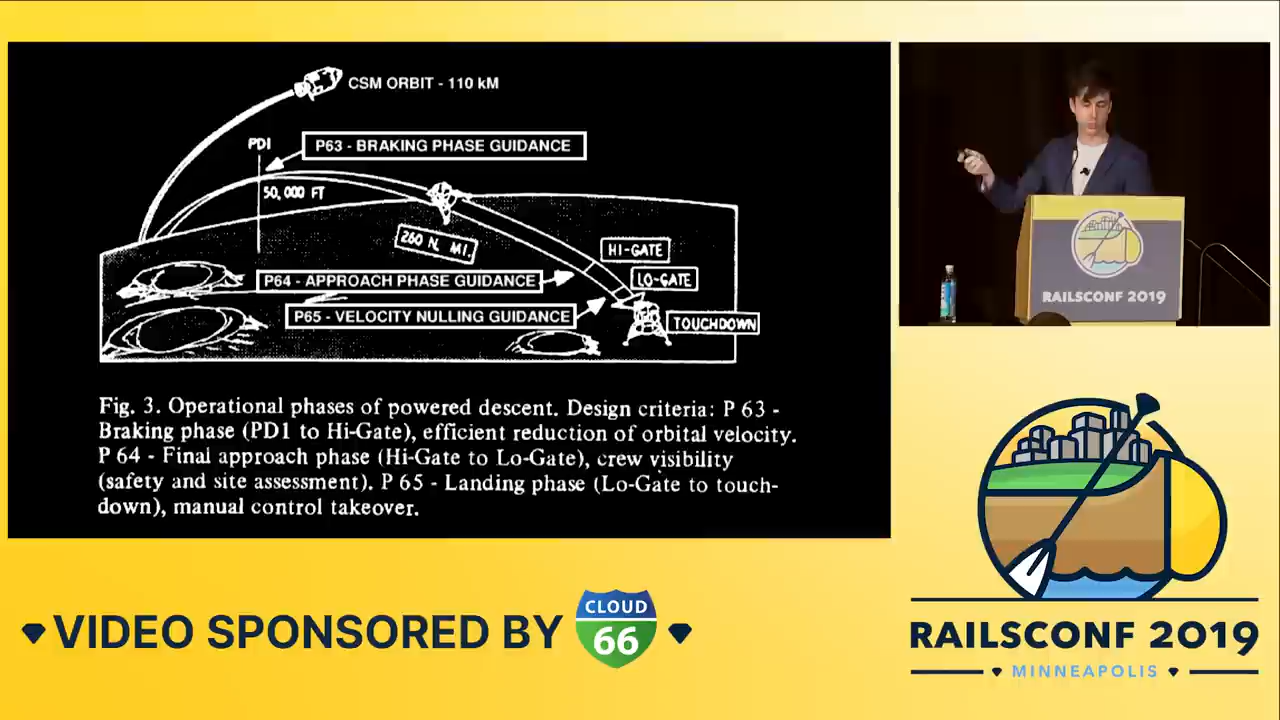 CSM ORBIT - 110 kM
PDI
P63 - BRAKING PHASE GUIDANCE
50,000 FT
260 N. MI.
HI-GATE
P64 - APPROACH PHASE GUIDANCE
LO-GATE
P65 - VELOCITY NULLING GUIDANCE
TOUCHDOWN
Fig. 3. Operational phases of powered descent. Design criteria: P 63 -
Braking phase (PD1 to Hi-Gate), efficient reduction of orbital velocity.
P 64 - Final approach phase (Hi-Gate to Lo-Gate), crew visibility
(safety and site assessment). P 65 - Landing phase (Lo-Gate to touch-
down), manual control takeover.
RAILSCONF 2019
VIDEO SPONSORED BY
CLOUD
66
RAILSCONF 2019
MINNEAPOLIS